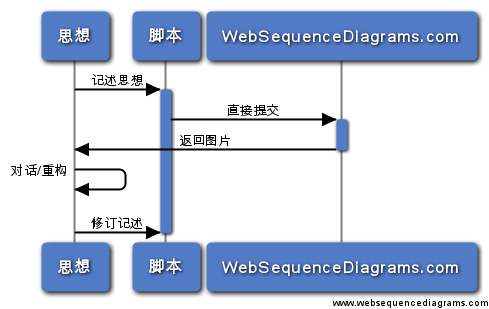 思想 脚本 WebSequenceDiagrams.com
记述思想
直接提交
返回图片
对话/重构
修订记述
思想 脚本 WebSequenceDiagrams.com
www.websequencediagrams.com